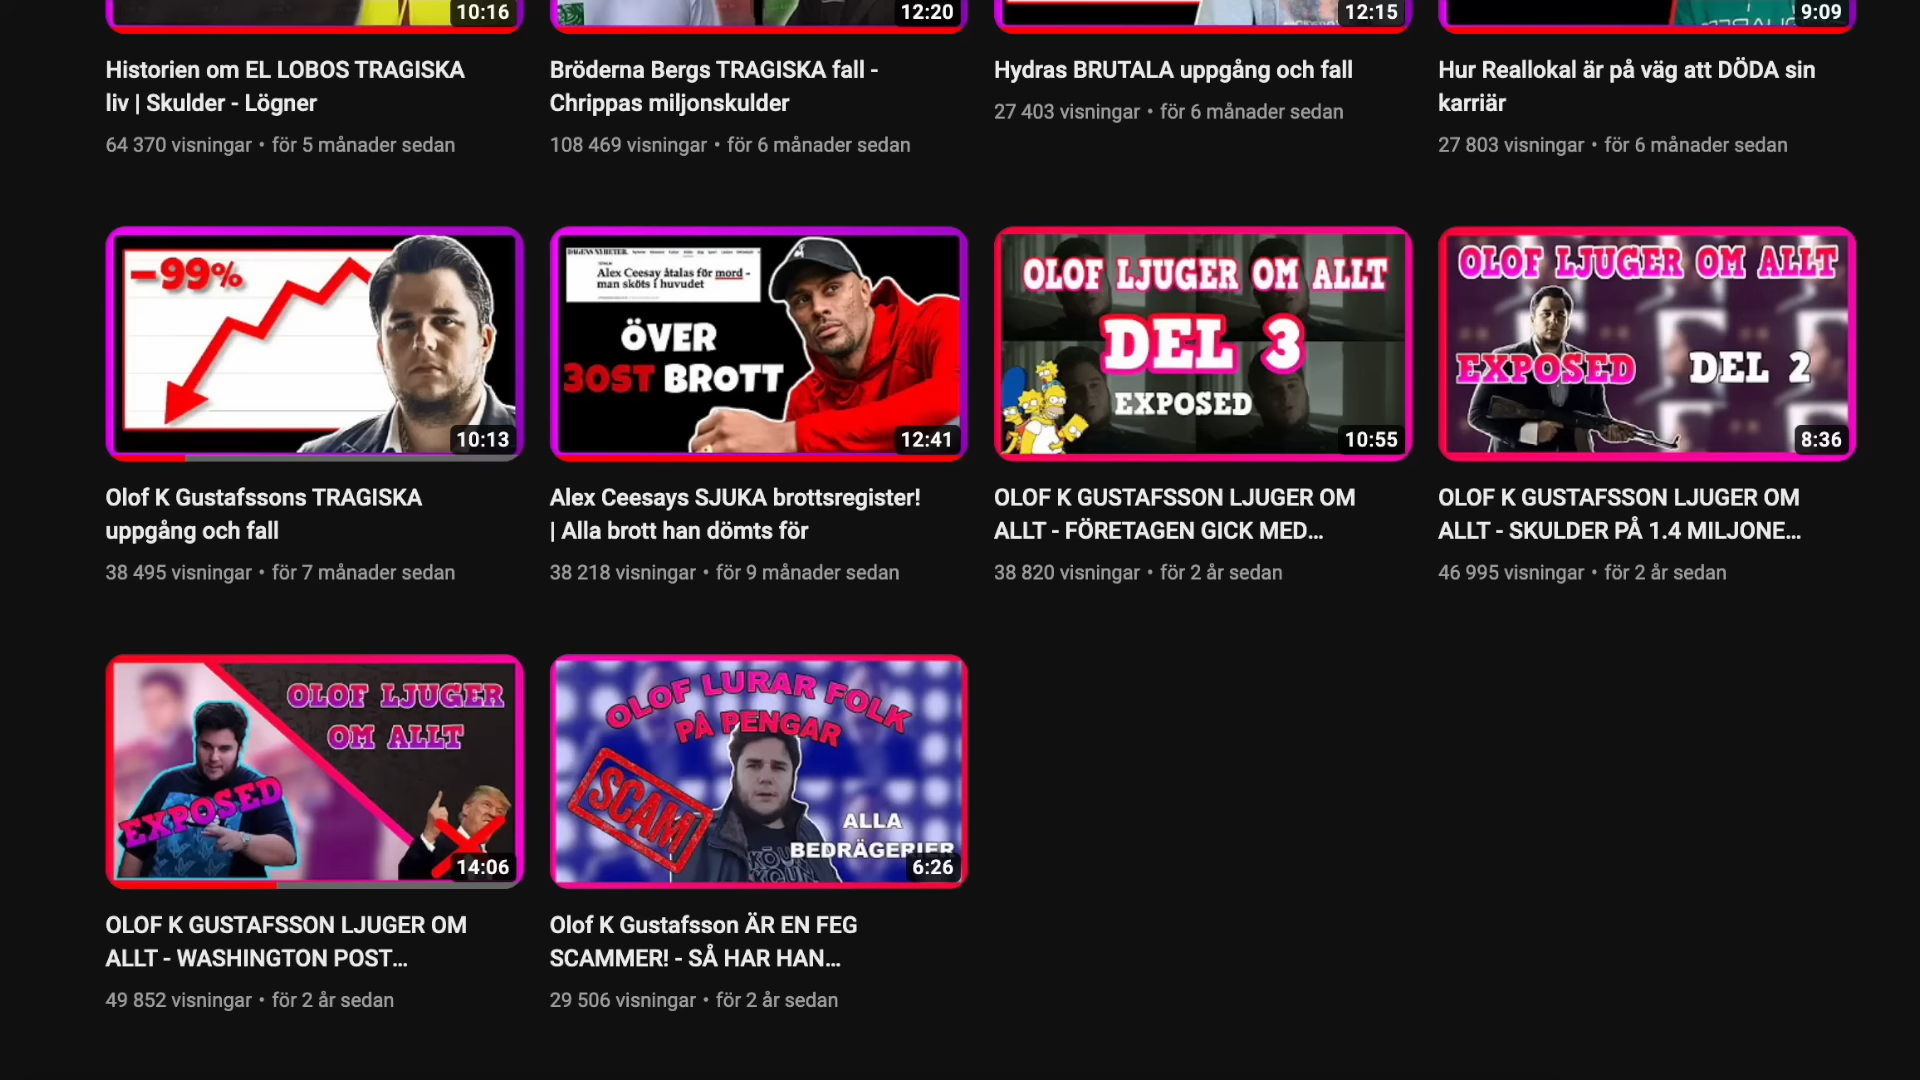 10:16
12:20
12:15
9:09
Historien om EL LOBOS TRAGISKA
liv | Skulder - Lögner
64 370 visningar • för 5 månader sedan
Bröderna Bergs TRAGISKA fall -
Chrippas miljonskulder
108 469 visningar • för 6 månader sedan
Hydras BRUTALA uppgång och fall
27 403 visningar • för 6 månader sedan
Hur Reallokal är på väg att DÖDA sin
karriär
27 803 visningar • för 6 månader sedan
-99%
10:13
DAGENS NYHETER.
Alex Ceesay åtalas för mord -
man sköts i huvudet
ÖVER
30ST BROTT
12:41
OLOF LJUGER OM ALLT
DEL 3
EXPOSED
10:55
OLOF LJUGER OM ALLT
EXPOSED DEL 2
8:36
Olof K Gustafssons TRAGISKA
uppgång och fall
38 495 visningar • för 7 månader sedan
Alex Ceesays SJUKA brottsregister!
| Alla brott han dömts för
38 218 visningar • för 9 månader sedan
OLOF K GUSTAFSSON LJUGER OM
ALLT - FÖRETAGEN GICK MED...
38 820 visningar • för 2 år sedan
OLOF K GUSTAFSSON LJUGER OM
ALLT - SKULDER PÅ 1.4 MILJONE...
46 995 visningar • för 2 år sedan
OLOF LJUGER
OM ALLT
EXPOSED
14:06
OLOF LURAR FOLK
PÅ PENGAR
SCAM
ALLA
BEDRÄGERIER
6:26
OLOF K GUSTAFSSON LJUGER OM
ALLT - WASHINGTON POST...
49 852 visningar • för 2 år sedan
Olof K Gustafsson ÄR EN FEG
SCAMMER! - SÅ HAR HAN...
29 506 visningar • för 2 år sedan